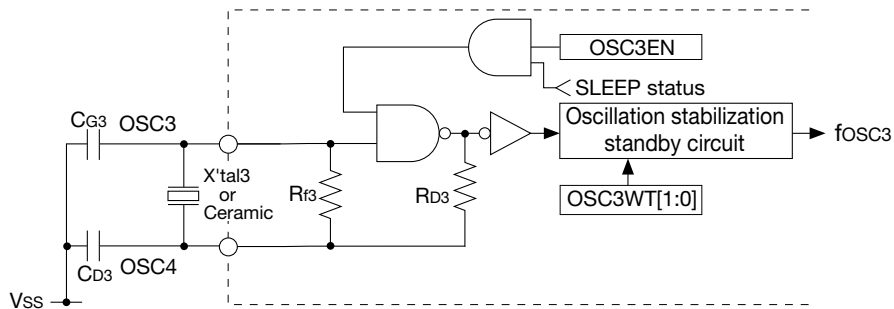 OSC3EN
SLEEP status
CG3
OSC3
Oscillation stabilization
standby circuit
fOSC3
X'tal3
or
Ceramic
Rf3
RD3
OSC3WT[1:0]
CD3
OSC4
VSS